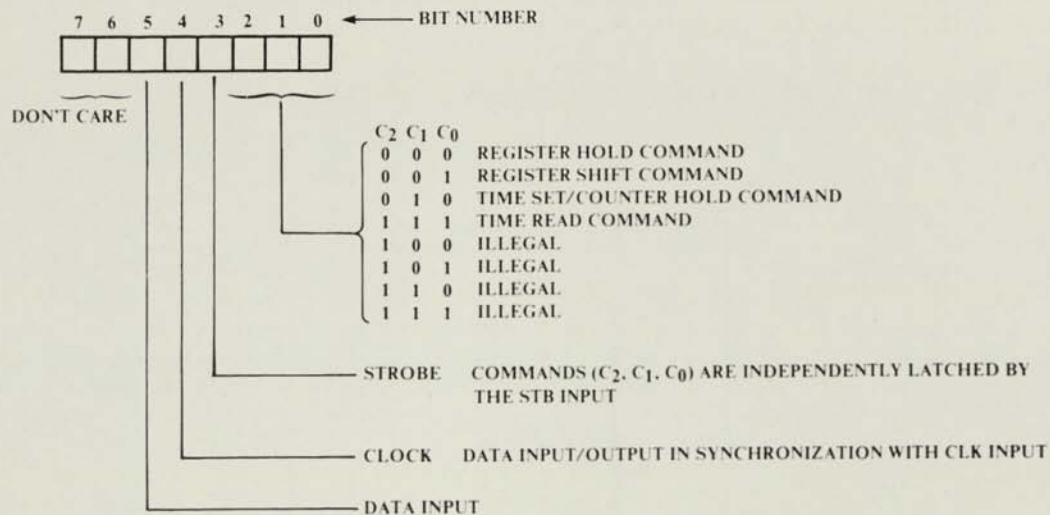 7 6 5 4 3 2 1 0 BIT NUMBER
DON'T CARE
C2 C1 C0
0 0 0 REGISTER HOLD COMMAND
0 0 1 REGISTER SHIFT COMMAND
0 1 0 TIME SET/COUNTER HOLD COMMAND
1 1 1 TIME READ COMMAND
1 0 0 ILLEGAL
1 0 1 ILLEGAL
1 1 0 ILLEGAL
1 1 1 ILLEGAL
STROBE COMMANDS (C2, C1, C0) ARE INDEPENDENTLY LATCHED BY
THE STB INPUT
CLOCK DATA INPUT/OUTPUT IN SYNCHRONIZATION WITH CLK INPUT
DATA INPUT